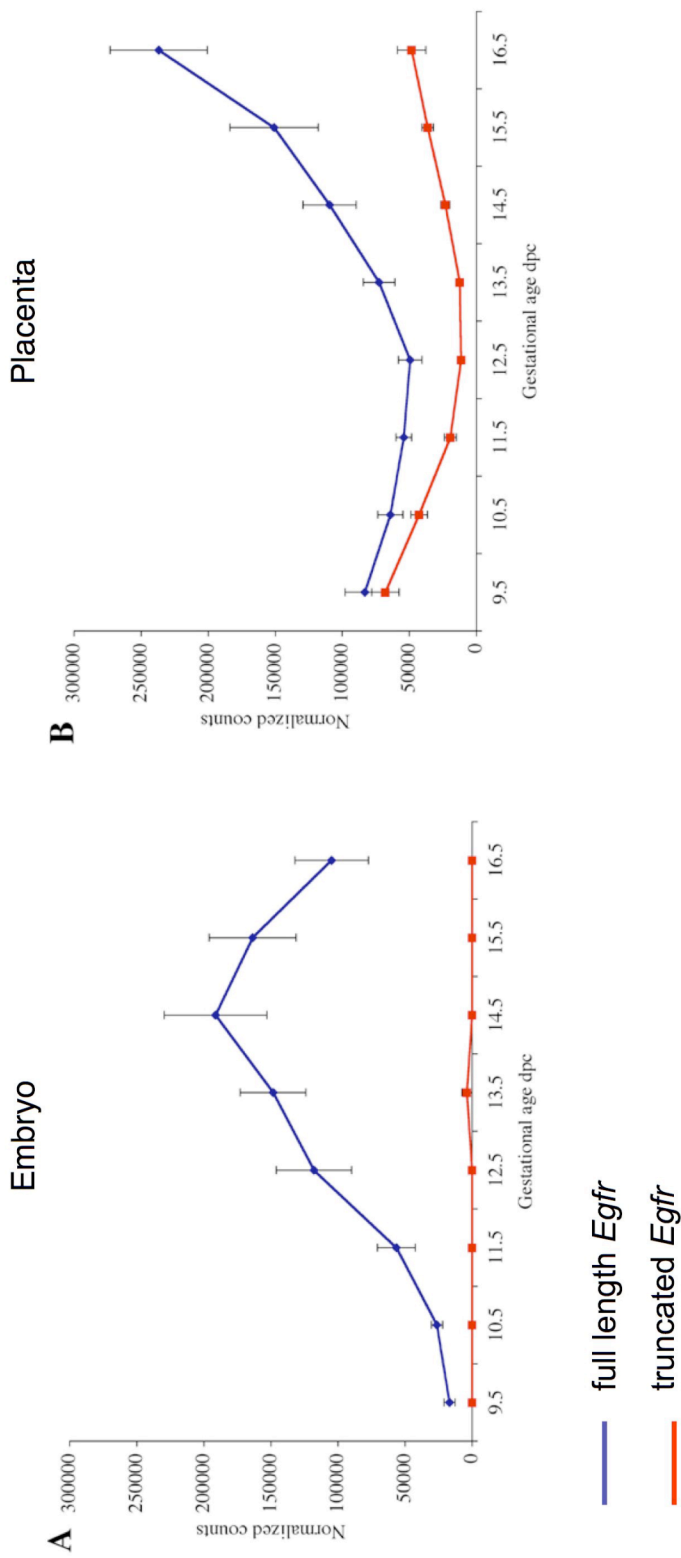 Embryo
A
300000
250000
200000
150000
100000
50000
0
Normalized counts
9.5 10.5 11.5 12.5 13.5 14.5 15.5 16.5
Gestational age dpc
Placenta
B
300000
250000
200000
150000
100000
50000
0
Normalized counts
9.5 10.5 11.5 12.5 13.5 14.5 15.5 16.5
Gestational age dpc
full length Egfr
truncated Egfr